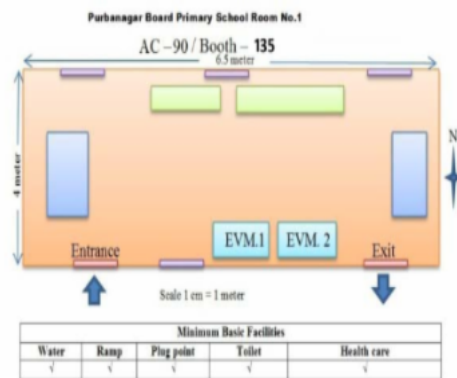 Purbanagar Board Primary School Room No.1
AC – 90 / Booth – 135
6.5 meter
4 meter
N
EVM.1 EVM. 2
Entrance Exit
Scale 1 cm = 1 meter
Minimum Basic Facilities
Water Ramp Plug point Toilet Health care
√ √ √ √ √